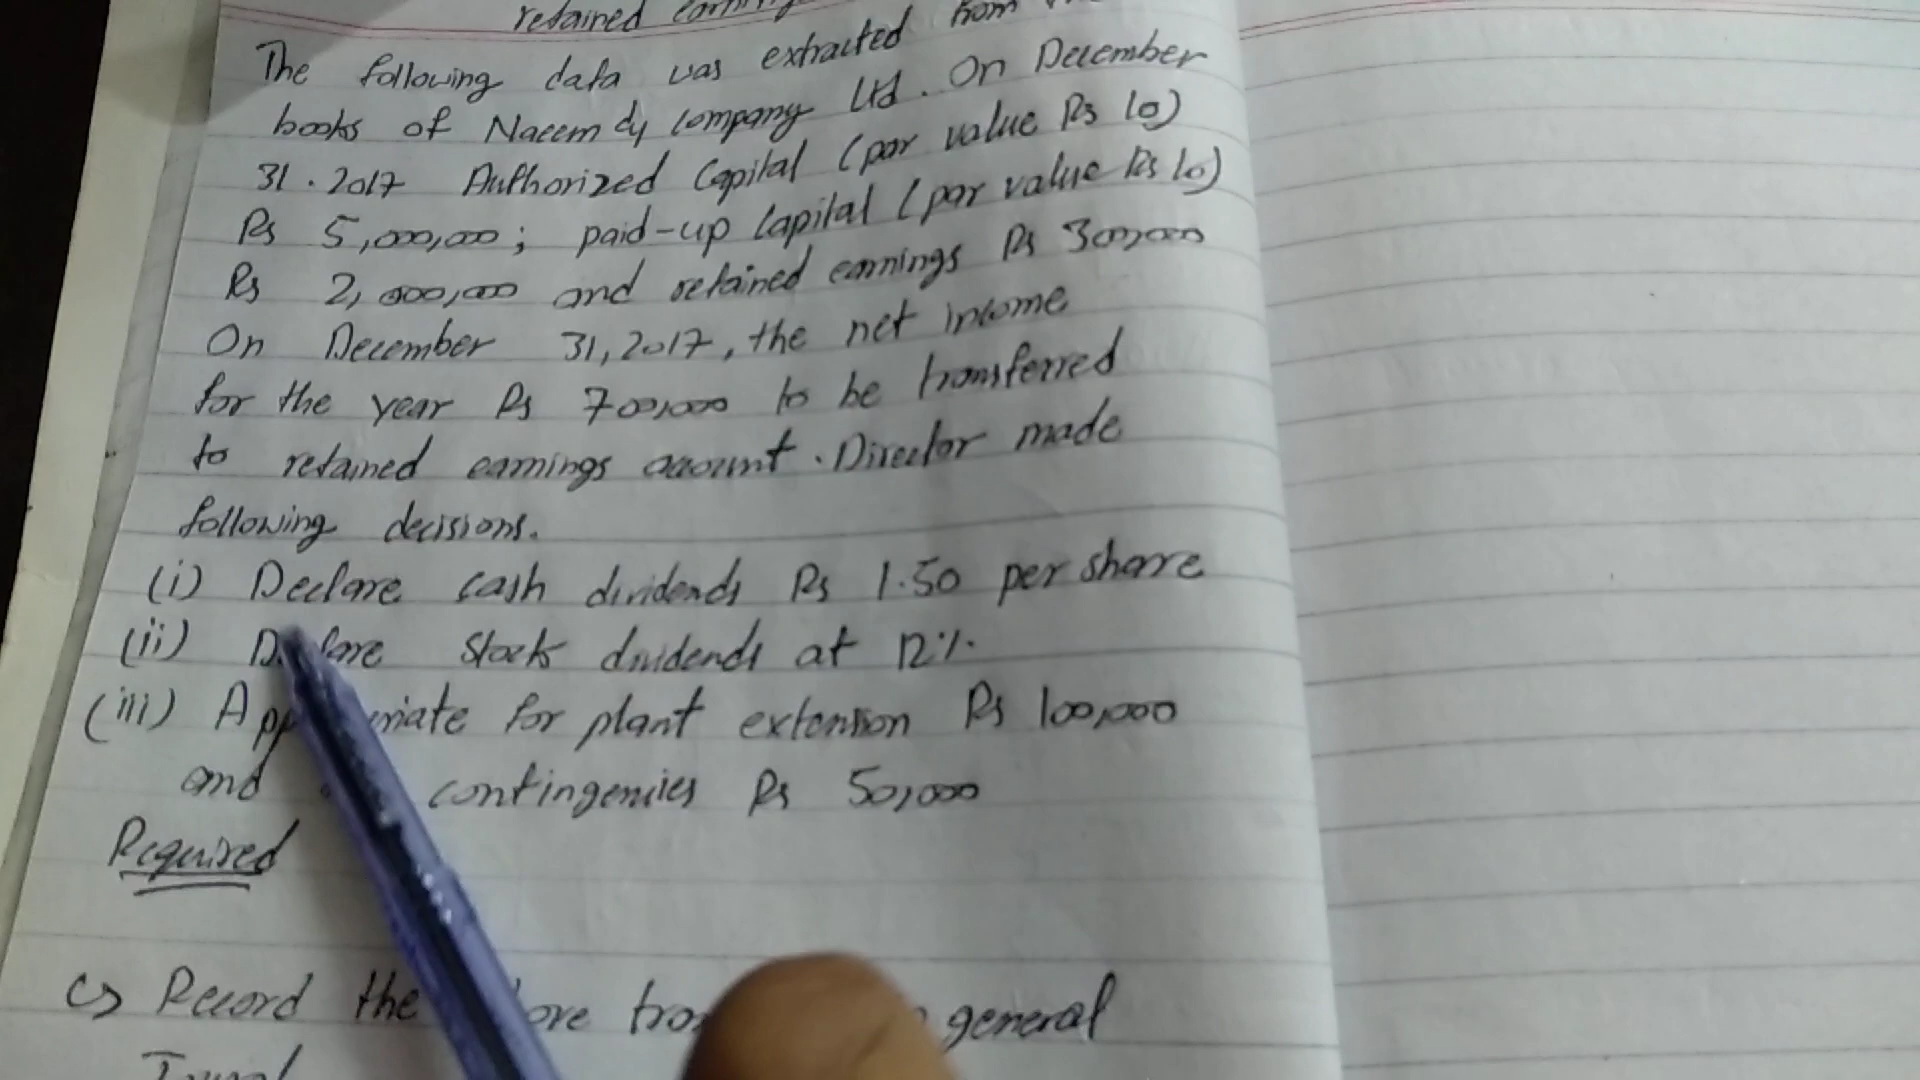 retained
The following data was extracted from
books of Naeem dy company Ltd. On December
31.2017 Authorized Capital (par value Rs 10)
Rs 5,000,000; paid-up Capital (par value Rs 10)
Rs 2,000,000 and retained earnings Rs 300,000
On December 31, 2017, the net income
for the year Rs 700,000 to be transferred
to retained earnings account. Director made
following decisions.
(i) Declare cash dividends Rs 1.50 per share
(ii) Declare Stock dividends at 12%.
(iii) Appropriate for plant extension Rs 100,000
and contingencies Rs 50,000
Required
Record the general